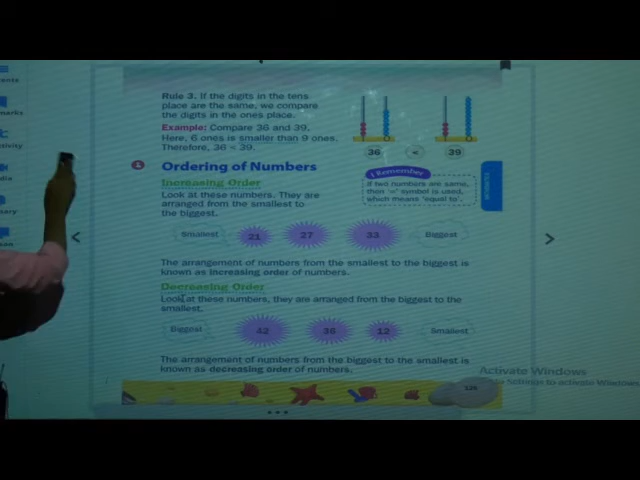 Rule 3. If the digits in the tens
place are the same, we compare
the digits in the ones place.
Example: Compare 36 and 39.
Here, 6 ones is smaller than 9 ones.
Therefore, 36 < 39.
36 < 39
Ordering of Numbers
Increasing Order
Look at these numbers. They are
arranged from the smallest to
the biggest.
I Remember
If two numbers are same,
then '=' symbol is used,
which means 'equal to'.
Smallest 21 27 33 Biggest
The arrangement of numbers from the smallest to the biggest is
known as increasing order of numbers.
Decreasing Order
Look at these numbers, they are arranged from the biggest to the
smallest.
Biggest 42 36 12 Smallest
The arrangement of numbers from the biggest to the smallest is
known as decreasing order of numbers.
Activate Windows
to Settings to activate Windows